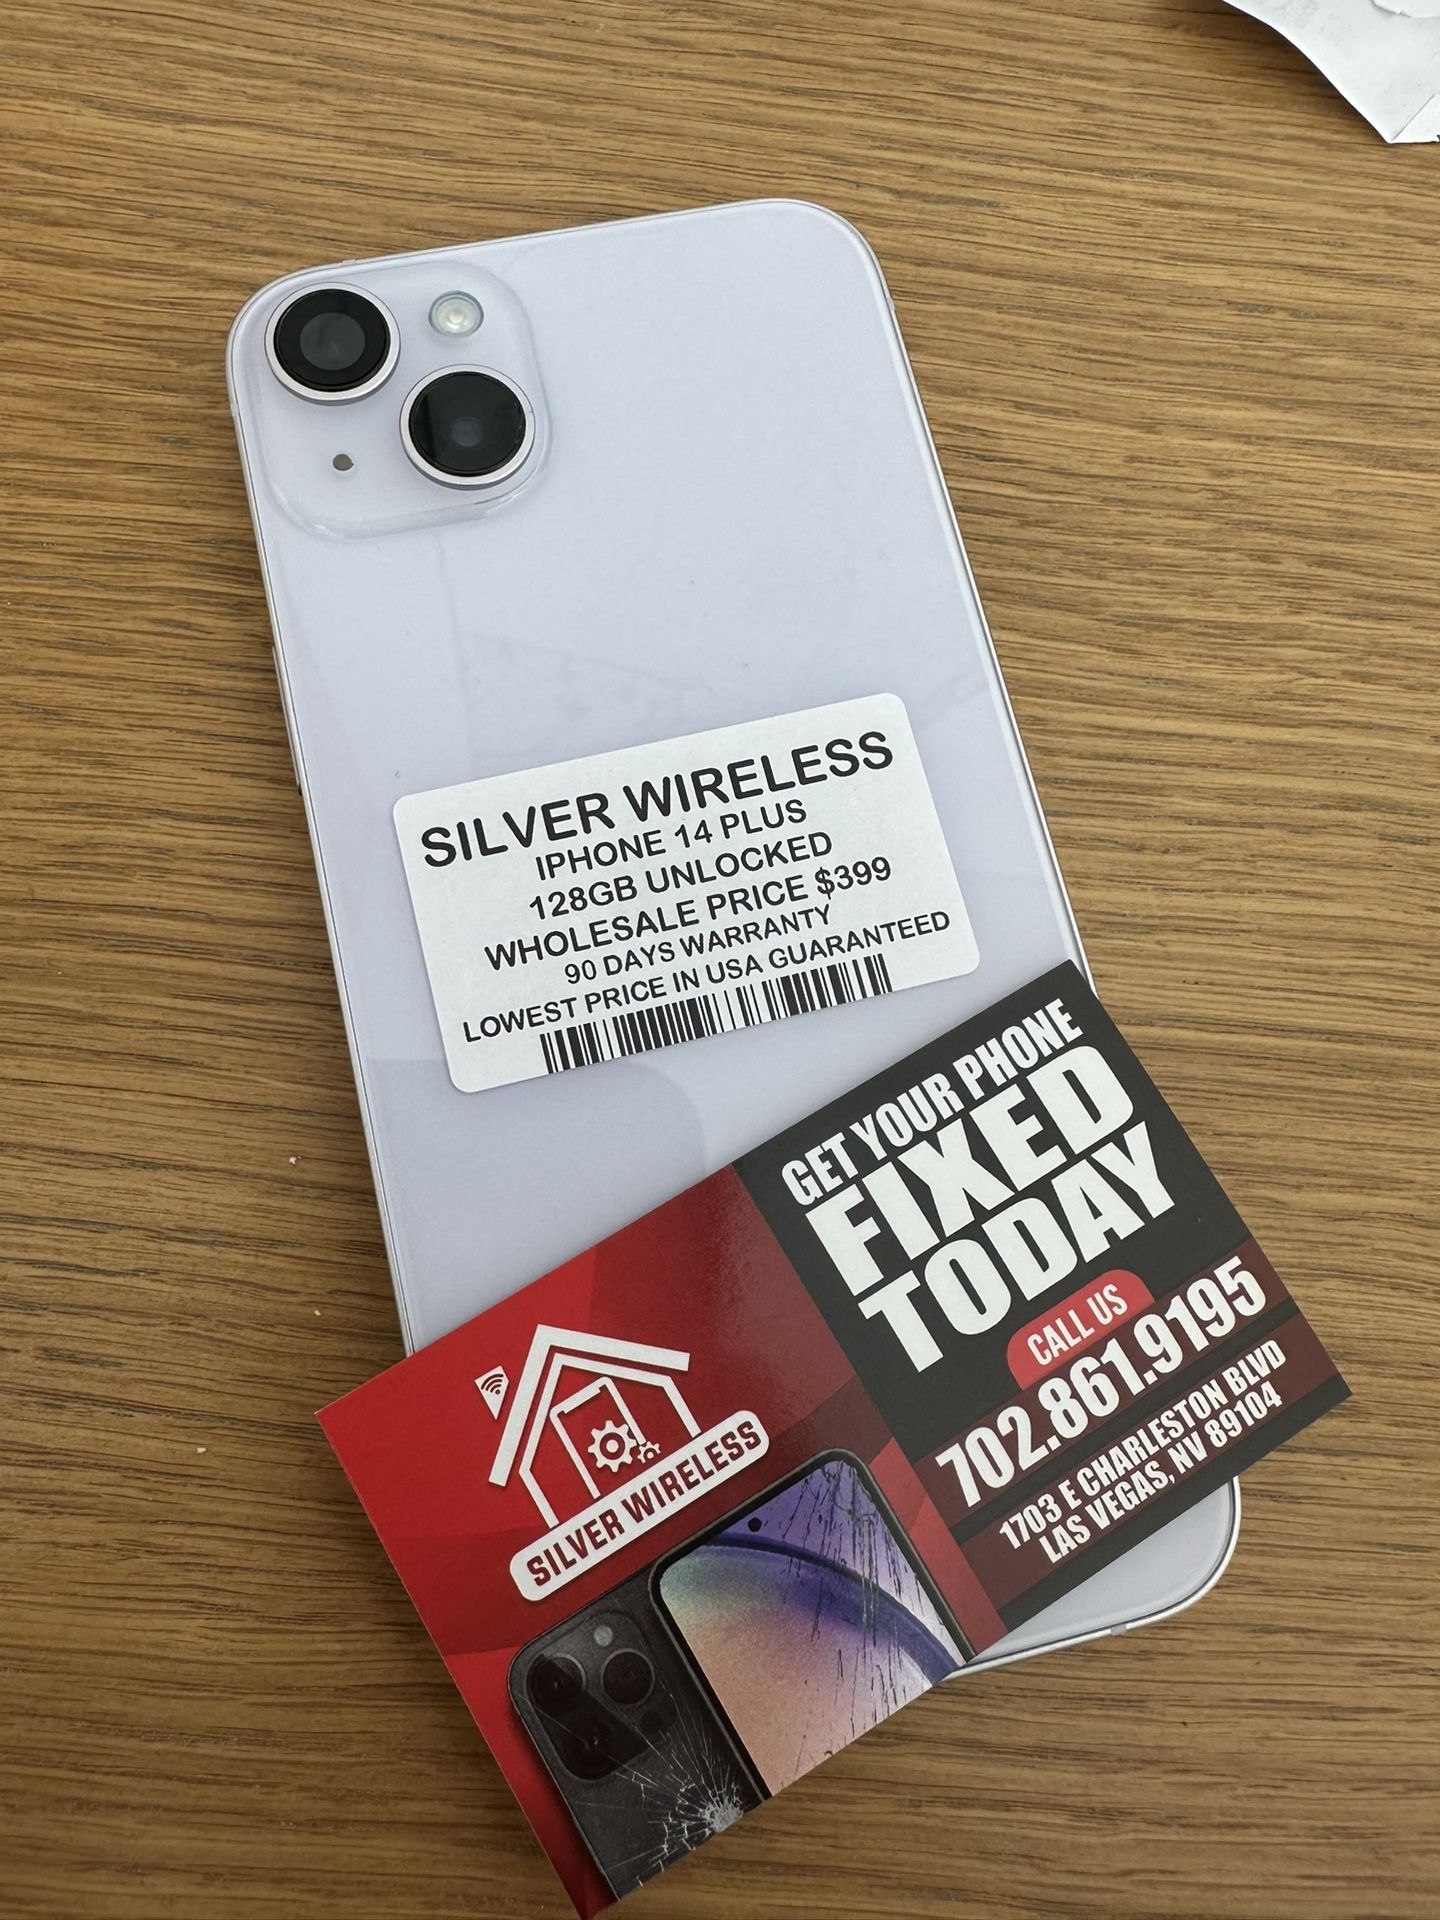 SILVER WIRELESS
IPHONE 14 PLUS
128GB UNLOCKED
WHOLESALE PRICE $399
90 DAYS WARRANTY
LOWEST PRICE IN USA GUARANTEED
GET YOUR PHONE
FIXED
TODAY
CALL US
702.861.9195
1703 E CHARLESTON BLVD
LAS VEGAS, NV 89104
SILVER WIRELESS